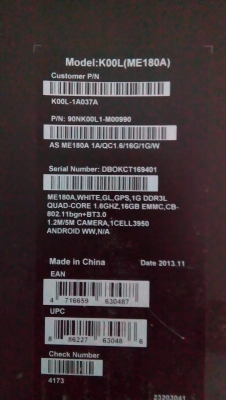 Model:K00L(ME180A)
Customer P/N
K00L-1A037A
P/N: 90NK00L1-M00990
AS ME180A 1A/QC1.6/16G/1G/W
Serial Number: DBOKCT169401
ME180A,WHITE,GL,GPS,1G DDR3L
QUAD-CORE 1.6GHZ,16GB EMMC,CB-
802.11bgn+BT3.0
1.2M/5M CAMERA,1CELL3950
ANDROID WW,N/A
Made in China Date 2013.11
EAN
4 716659 630487
UPC
8 86227 63048 6
Check Number
4173
23203041